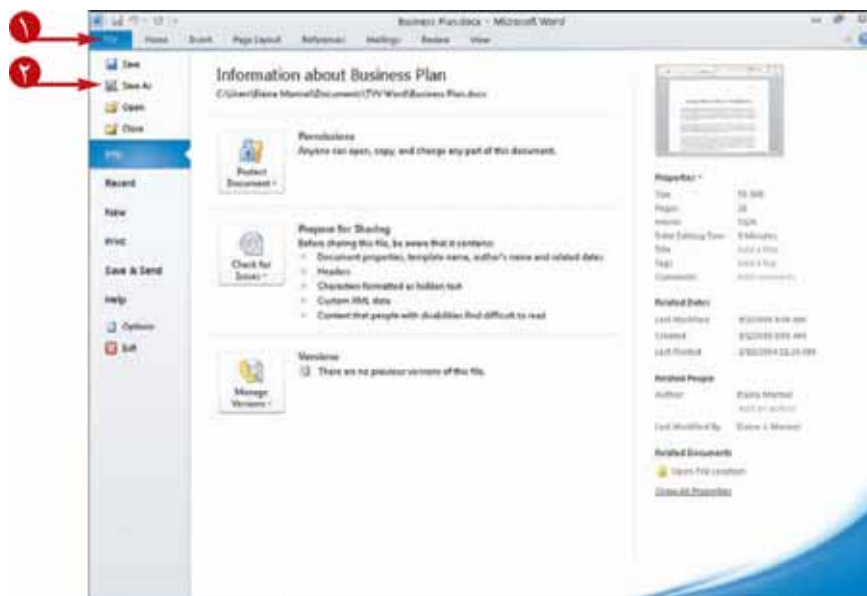 Business Plan.docx - Microsoft Word
File Home Insert Page Layout References Mailings Review View
١
٢
Save
Save As
Open
Close
Info
Recent
New
Print
Save & Send
Help
Options
Exit
Information about Business Plan
Protect
Document
Permissions
Anyone can open, copy, and change any part of this document.
Check for
Issues
Prepare for Sharing
Before sharing this file, be aware that it contains:
Document properties, template name, author's name and related dates
Headers
Characters formatted as hidden text
Custom XML data
Content that people with disabilities find difficult to read
Manage
Versions
Versions
There are no previous versions of this file.
Properties
Size
Pages
Words
Total Editing Time
Title Add a title
Tags Add a tag
Comments Add comments
Related Dates
Last Modified
Created
Last Printed
Related People
Author
Add an author
Last Modified By
Related Documents
Open File Location
Show All Properties